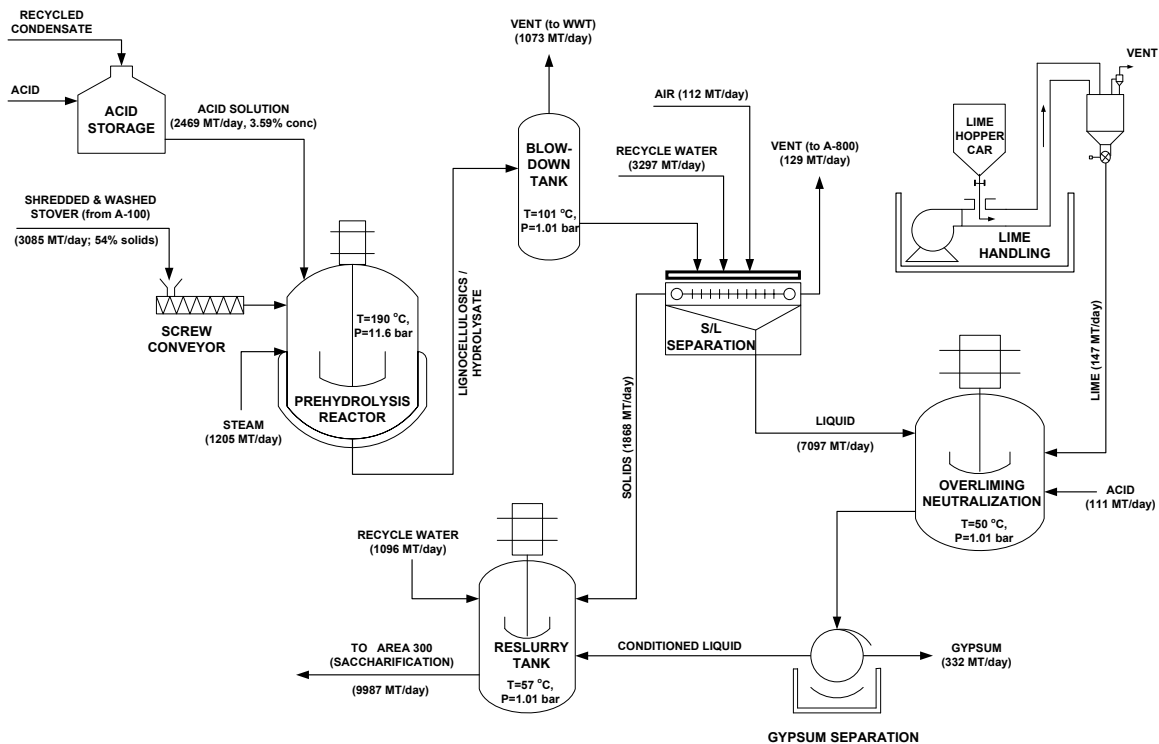 RECYCLED
CONDENSATE
ACID
ACID
STORAGE
ACID SOLUTION
(2469 MT/day, 3.59% conc)
SHREDDED & WASHED
STOVER (from A-100)
(3085 MT/day; 54% solids)
SCREW
CONVEYOR
STEAM
(1205 MT/day)
T=190 °C,
P=11.6 bar
PREHYDROLYSIS
REACTOR
LIGNOCELLULOSICS /
HYDROLYSATE
VENT (to WWT)
(1073 MT/day)
BLOW-
DOWN
TANK
T=101 °C,
P=1.01 bar
AIR (112 MT/day)
RECYCLE WATER
(3297 MT/day)
VENT (to A-800)
(129 MT/day)
S/L
SEPARATION
SOLIDS (1868 MT/day)
LIQUID
(7097 MT/day)
LIME
HOPPER
CAR
LIME
HANDLING
VENT
LIME (147 MT/day)
OVERLIMING
NEUTRALIZATION
T=50 °C,
P=1.01 bar
ACID
(111 MT/day)
RECYCLE WATER
(1096 MT/day)
RESLURRY
TANK
T=57 °C,
P=1.01 bar
TO AREA 300
(SACCHARIFICATION)
(9987 MT/day)
CONDITIONED LIQUID
GYPSUM
(332 MT/day)
GYPSUM SEPARATION